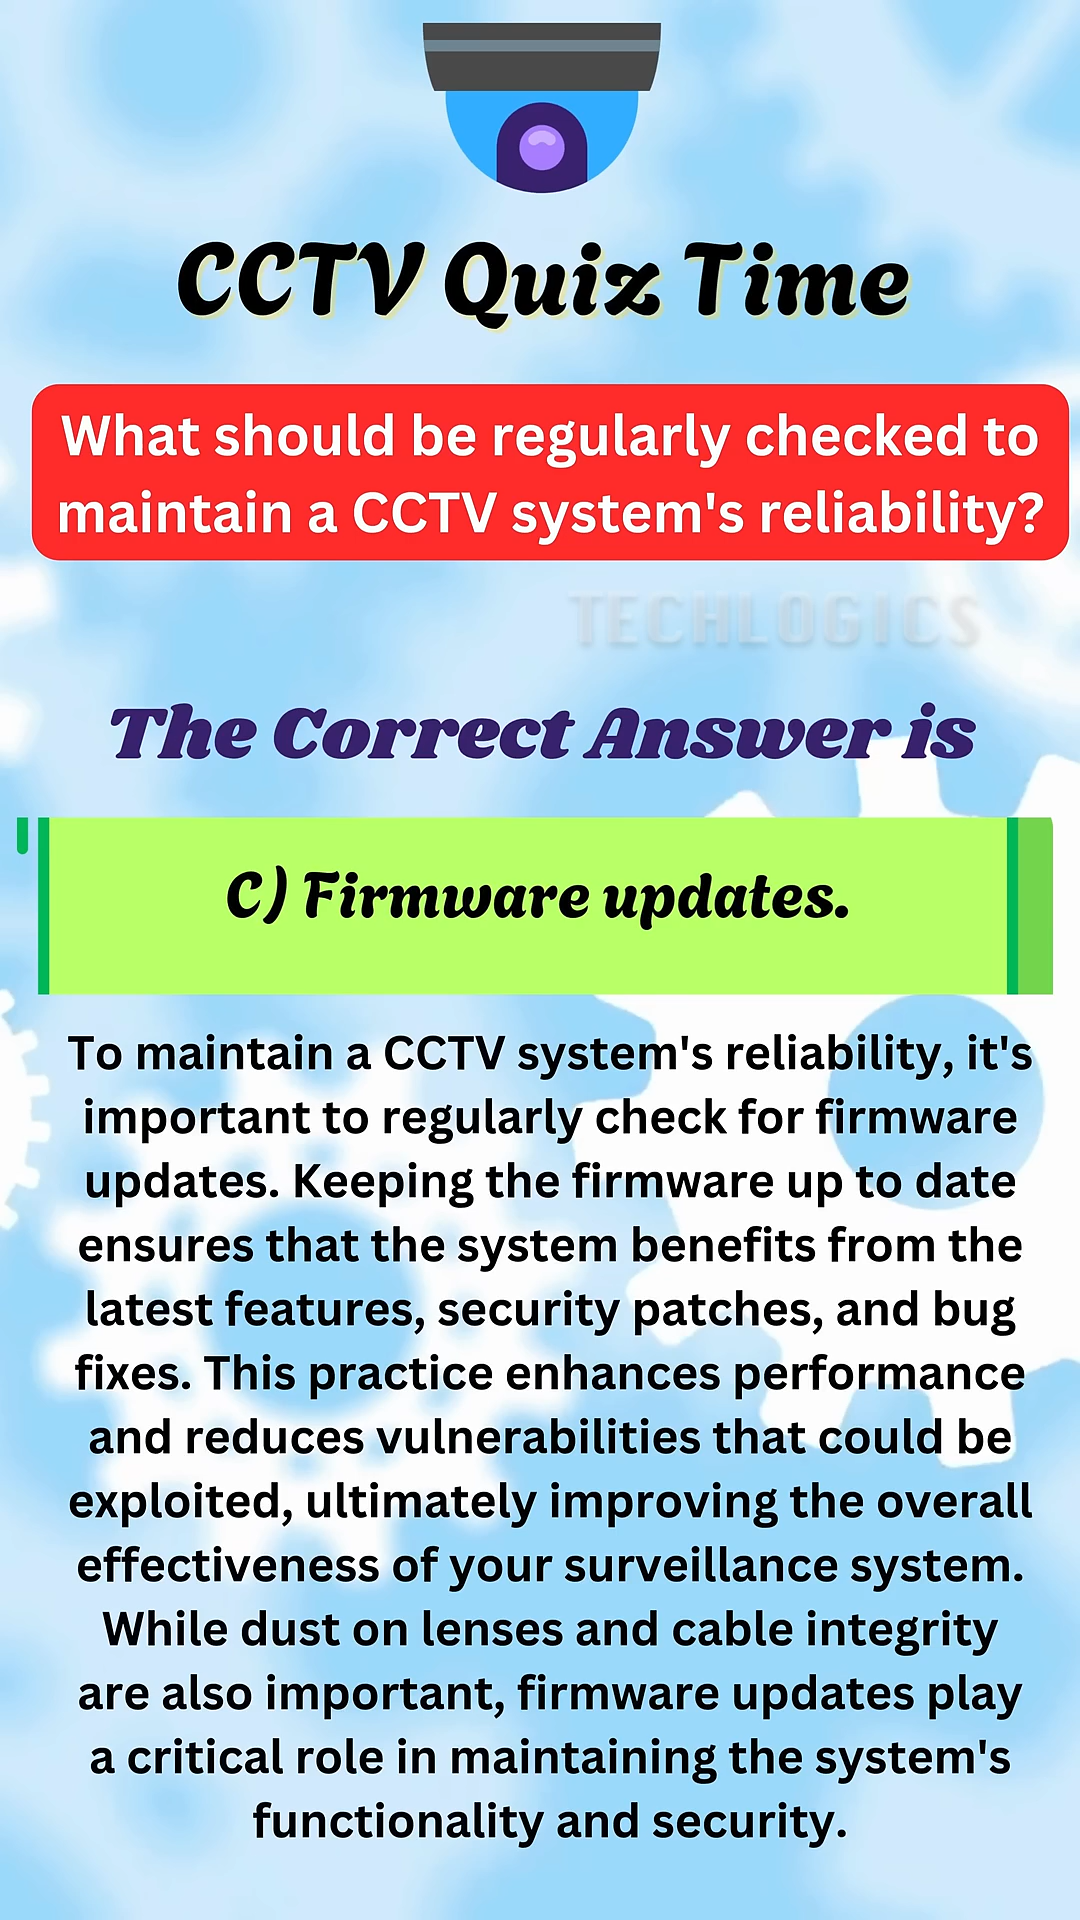 CCTV Quiz Time
What should be regularly checked to
maintain a CCTV system's reliability?
TECHLOGICS
The Correct Answer is
C) Firmware updates.
To maintain a CCTV system's reliability, it's
important to regularly check for firmware
updates. Keeping the firmware up to date
ensures that the system benefits from the
latest features, security patches, and bug
fixes. This practice enhances performance
and reduces vulnerabilities that could be
exploited, ultimately improving the overall
effectiveness of your surveillance system.
While dust on lenses and cable integrity
are also important, firmware updates play
a critical role in maintaining the system's
functionality and security.